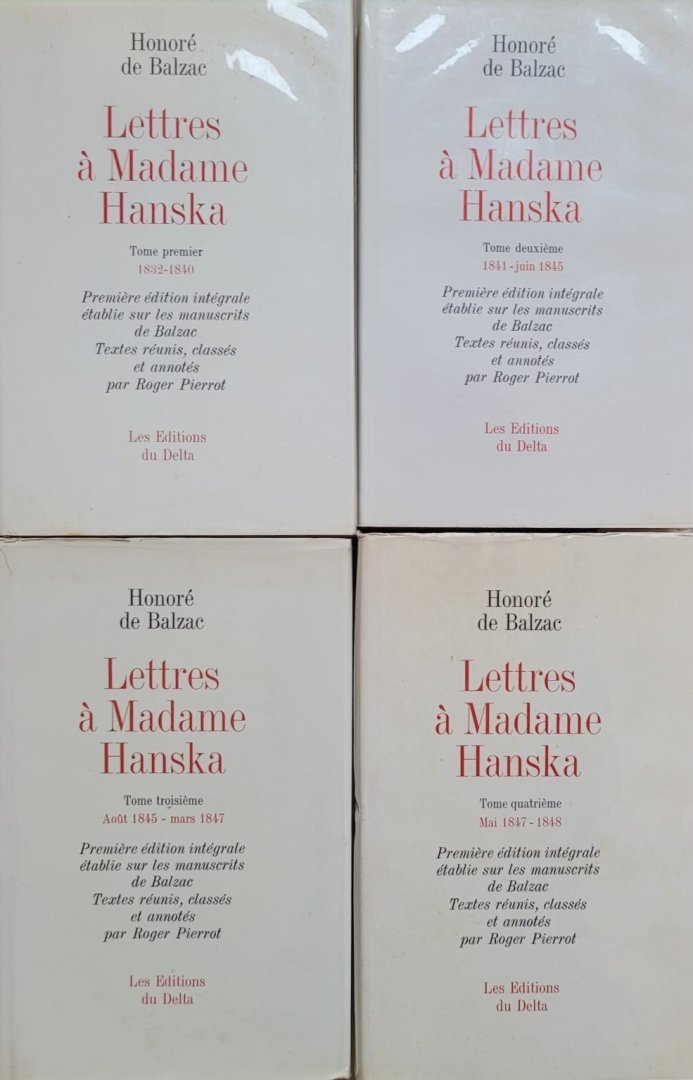 Honoré
de Balzac
Lettres
à Madame
Hanska
Tome premier
1832-1840
Première édition intégrale
établie sur les manuscrits
de Balzac
Textes réunis, classés
et annotés
par Roger Pierrot
Les Editions
du Delta
Honoré
de Balzac
Lettres
à Madame
Hanska
Tome deuxième
1841-juin 1845
Première édition intégrale
établie sur les manuscrits
de Balzac
Textes réunis, classés
et annotés
par Roger Pierrot
Les Editions
du Delta
Honoré
de Balzac
Lettres
à Madame
Hanska
Tome troisième
Août 1845 - mars 1847
Première édition intégrale
établie sur les manuscrits
de Balzac
Textes réunis, classés
et annotés
par Roger Pierrot
Les Editions
du Delta
Honoré
de Balzac
Lettres
à Madame
Hanska
Tome quatrième
Mai 1847-1848
Première édition intégrale
établie sur les manuscrits
de Balzac
Textes réunis, classés
et annotés
par Roger Pierrot
Les Editions
du Delta